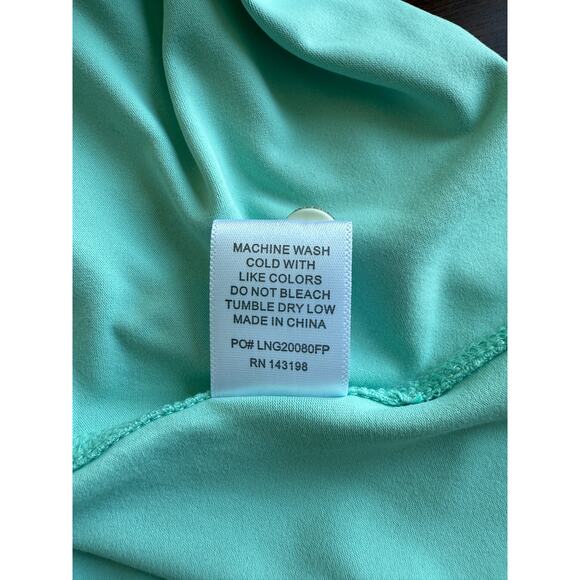 MACHINE WASH
COLD WITH
LIKE COLORS
DO NOT BLEACH
TUMBLE DRY LOW
MADE IN CHINA
PO# LNG20080FP
RN 143198